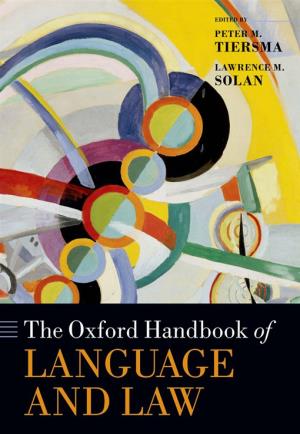 EDITED BY
PETER M.
TIERSMA
LAWRENCE M.
SOLAN
The Oxford Handbook of
LANGUAGE
AND LAW